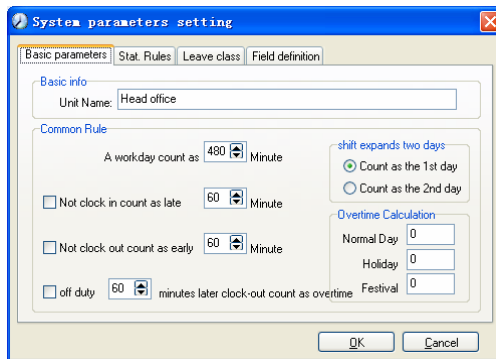 System parameters setting
Basic parameters Stat. Rules Leave class Field definition
Basic info
Unit Name: Head office
Common Rule
A workday count as 480 Minute
Not clock in count as late 60 Minute
Not clock out count as early 60 Minute
off duty 60 minutes later clock-out count as overtime
shift expands two days
Count as the 1st day
Count as the 2nd day
Overtime Calculation
Normal Day 0
Holiday 0
Festival 0
OK Cancel